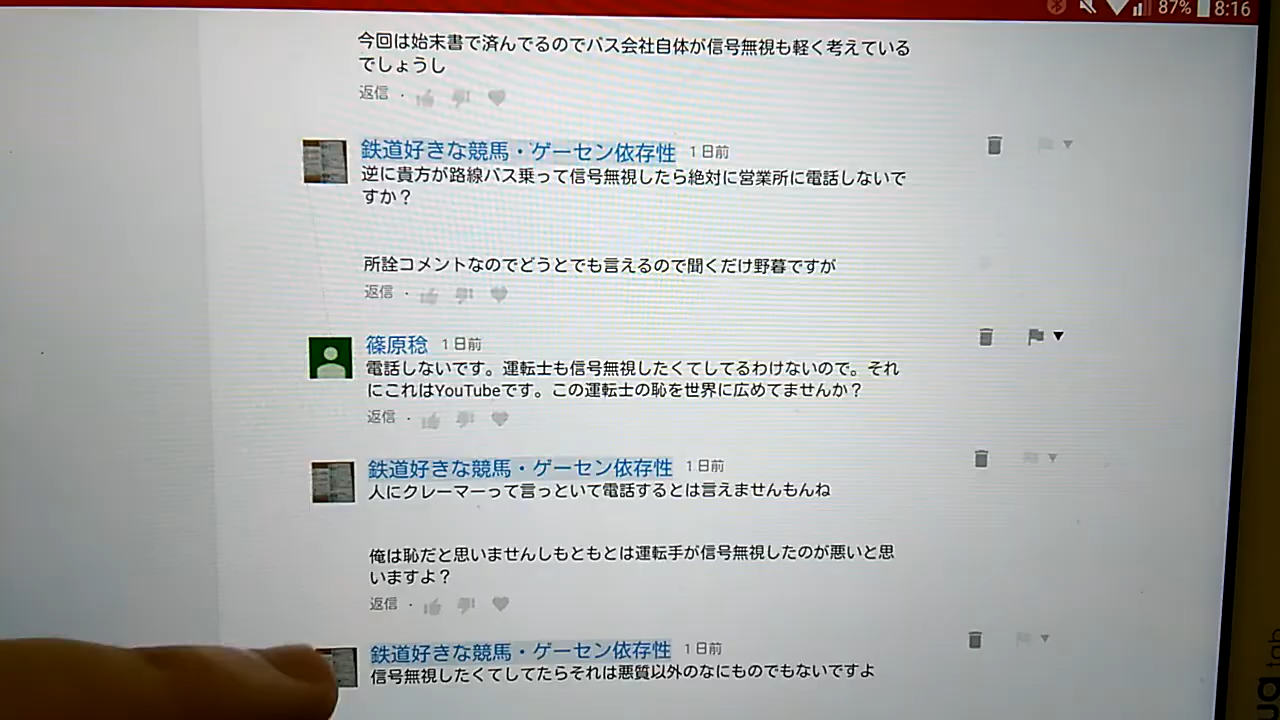 87% 8:16
今回は始末書で済んでるのでバス会社自体が信号無視も軽く考えている
でしょうし
返信 ·
鉄道好きな競馬・ゲーセン依存性 1日前
逆に貴方が路線バス乗って信号無視したら絶対に営業所に電話しないで
すか？
所詮コメントなのでどうとでも言えるので聞くだけ野暮ですが
返信 ·
篠原稔 1日前
電話しないです。運転士も信号無視したくてしてるわけないので。それ
にこれはYouTubeです。この運転士の恥を世界に広めてませんか？
返信 ·
鉄道好きな競馬・ゲーセン依存性 1日前
人にクレーマーって言っといて電話するとは言えませんもんね
俺は恥だと思いませんしもともとは運転手が信号無視したのが悪いと思
いますよ？
返信 ·
鉄道好きな競馬・ゲーセン依存性 1日前
信号無視したくてしてたらそれは悪質以外のなにものでもないですよ